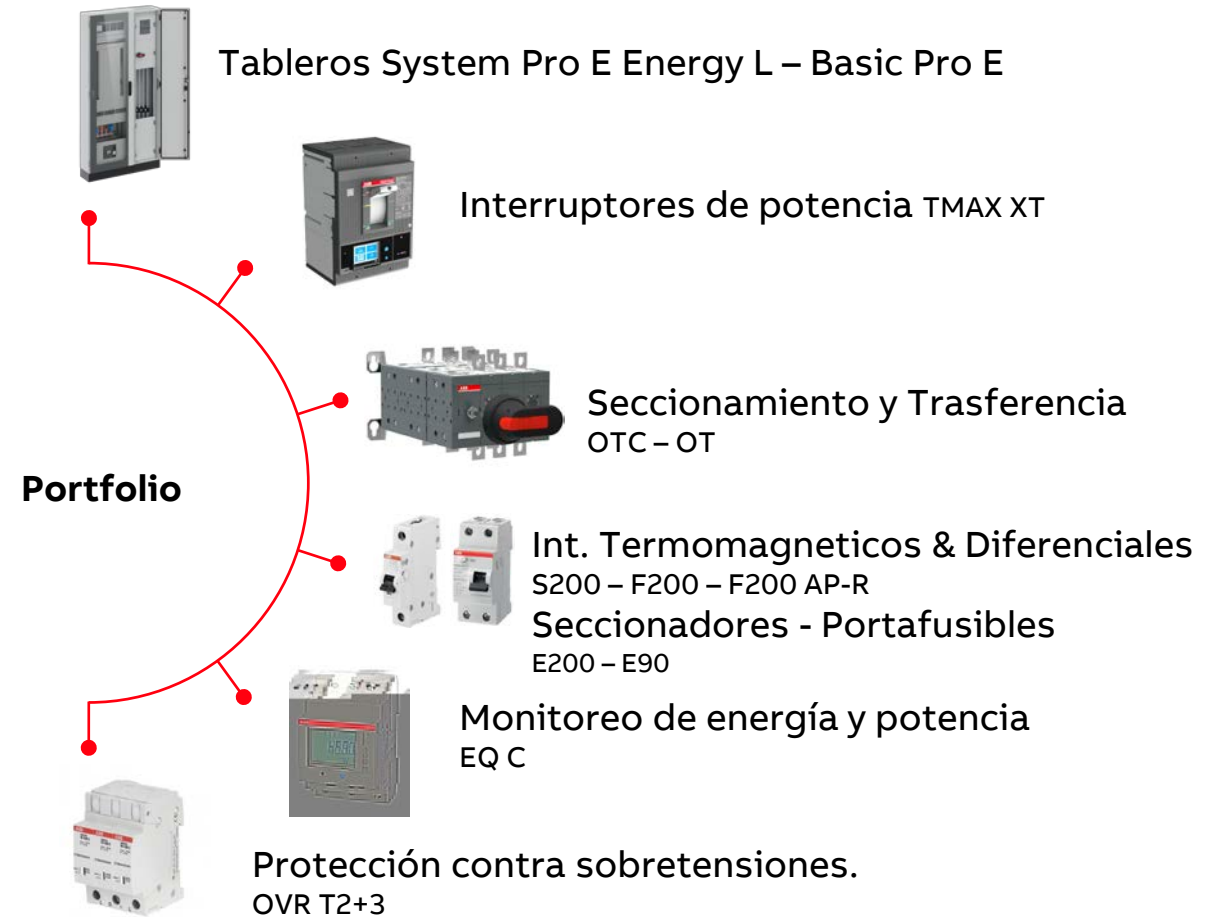 Tableros System Pro E Energy L – Basic Pro E
Interruptores de potencia TMAX XT
Seccionamiento y Trasferencia
OTC – OT
Portfolio
Int. Termomagneticos & Diferenciales
S200 – F200 – F200 AP-R
Seccionadores - Portafusibles
E200 – E90
Monitoreo de energía y potencia
EQ C
Protección contra sobretensiones.
OVR T2+3